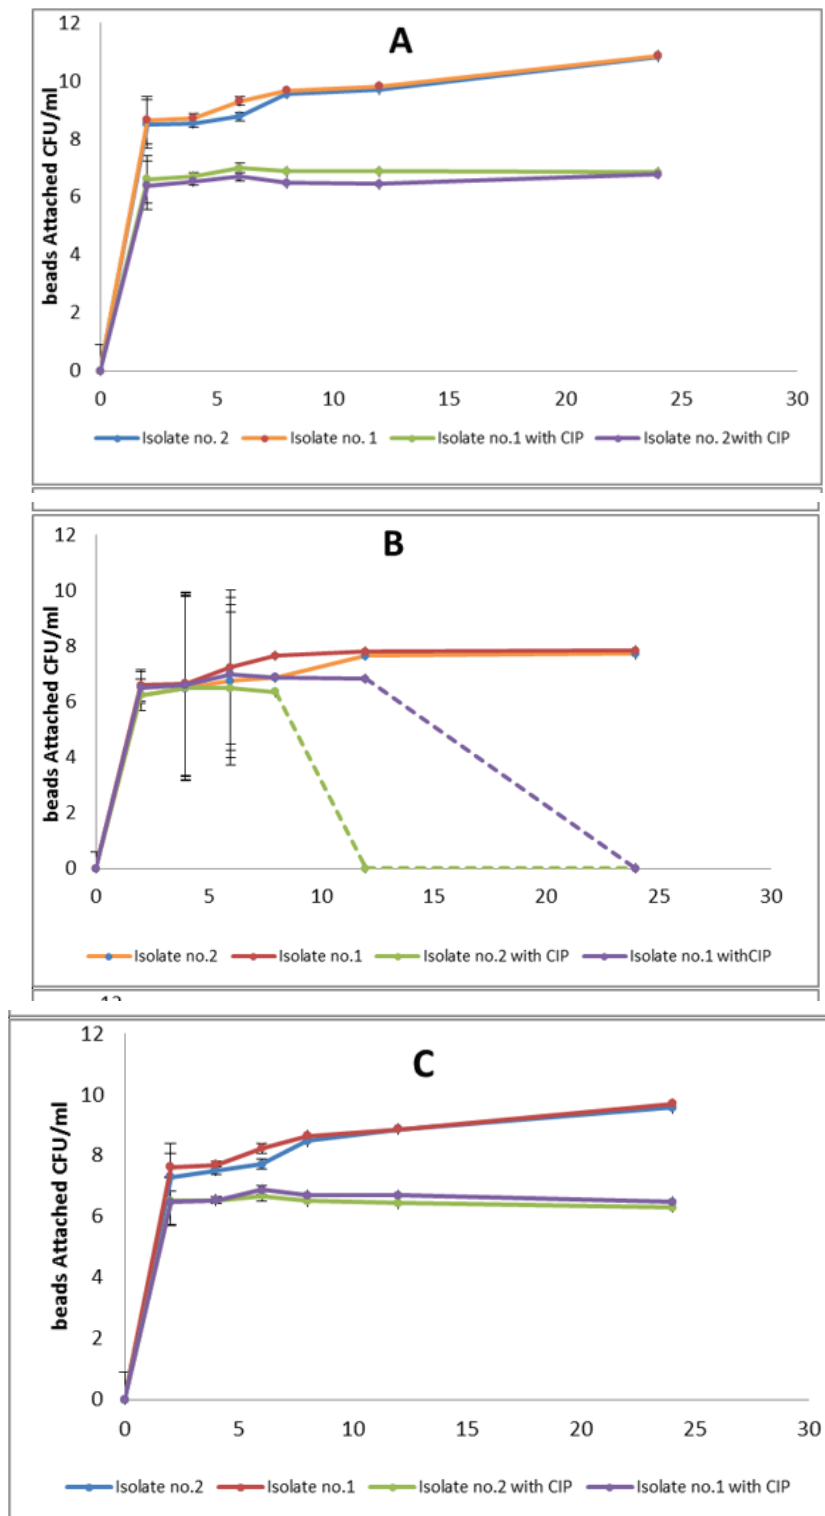 A
12
10
8
6
4
2
0
beads Attached CFU/ml
0 5 10 15 20 25 30
Isolate no. 2 Isolate no. 1 Isolate no.1 with CIP Isolate no. 2with CIP
B
12
10
8
6
4
2
0
beads Attached CFU/ml
0 5 10 15 20 25 30
Isolate no.2 Isolate no.1 Isolate no.2 with CIP Isolate no.1 withCIP
12
C
12
10
8
6
4
2
0
beads Attached CFU/ml
0 5 10 15 20 25 30
Isolate no.2 Isolate no.1 Isolate no.2 with CIP Isolate no.1 with CIP